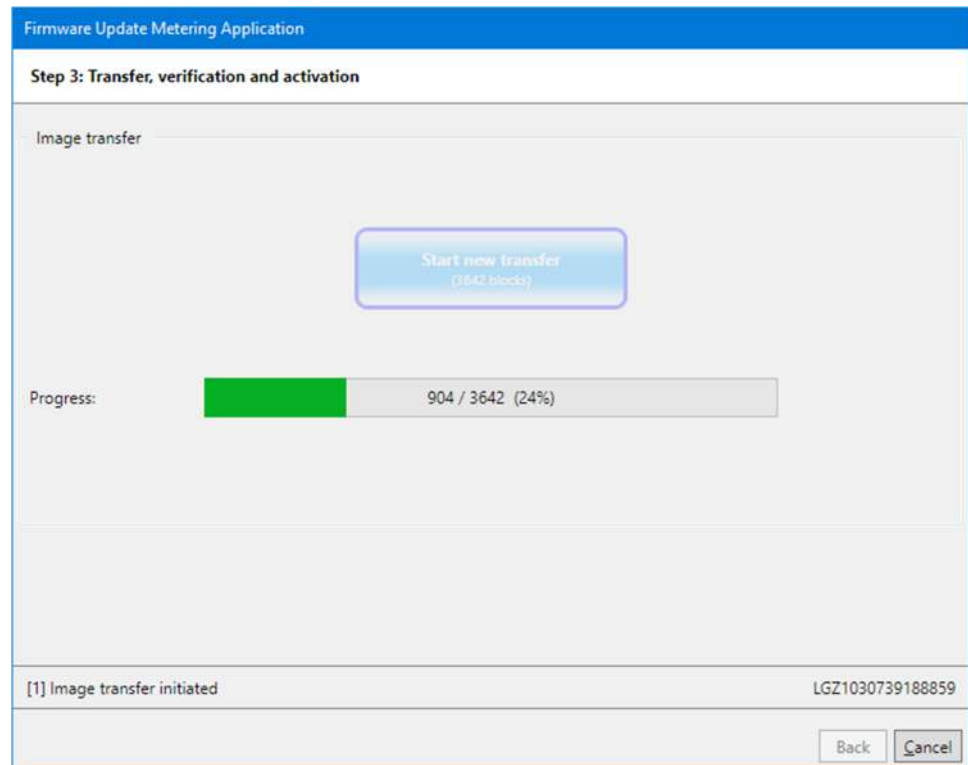 Firmware Update Metering Application
Step 3: Transfer, verification and activation
Image transfer
Start new transfer
(3642 blocks)
Progress:
904 / 3642 (24%)
[1] Image transfer initiated
LGZ1030739188859
Back
Cancel